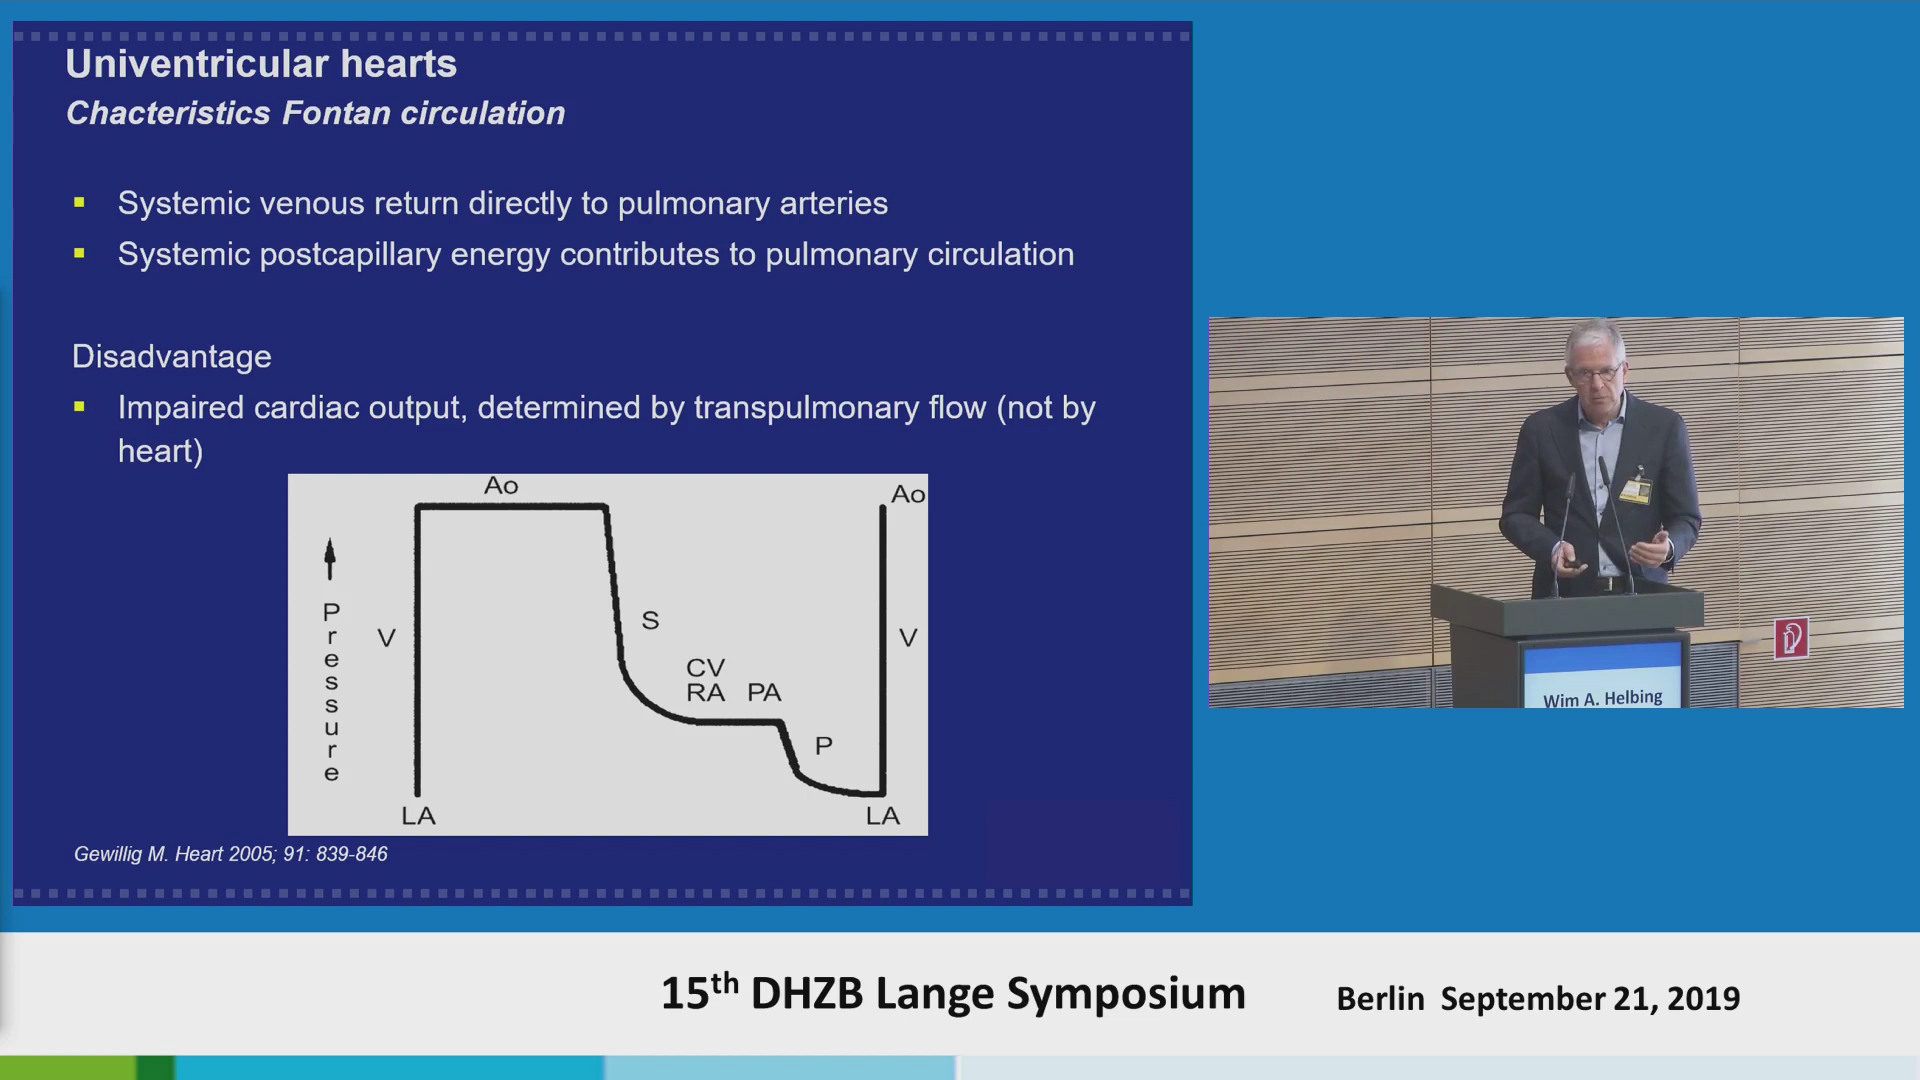 Univentricular hearts
Chacteristics Fontan circulation
Systemic venous return directly to pulmonary arteries
Systemic postcapillary energy contributes to pulmonary circulation
Disadvantage
Impaired cardiac output, determined by transpulmonary flow (not by
heart)
Ao
Ao
Pressure
V
S
V
CV
RA PA
P
LA
LA
Gewillig M. Heart 2005; 91: 839-846
Wim A. Helbing
15th DHZB Lange Symposium
Berlin September 21, 2019